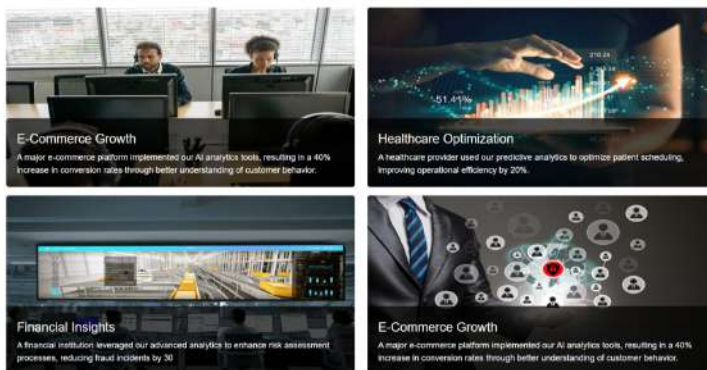 E-Commerce Growth
A major e-commerce platform implemented our AI analytics tools, resulting in a 40%
increase in conversion rates through better understanding of customer behavior.
51.41%
Healthcare Optimization
A healthcare provider used our predictive analytics to optimize patient scheduling,
improving operational efficiency by 20%.
Financial Insights
A financial institution leveraged our advanced analytics to enhance risk assessment
processes, reducing fraud incidents by 30
E-Commerce Growth
A major e-commerce platform implemented our AI analytics tools, resulting in a 40%
increase in conversion rates through better understanding of customer behavior.